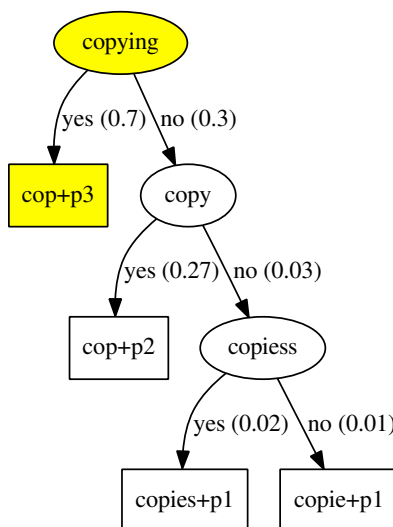 copying
yes (0.7) no (0.3)
cop+p3 copy
yes (0.27) no (0.03)
cop+p2 copiess
yes (0.02) no (0.01)
copies+p1 copie+p1